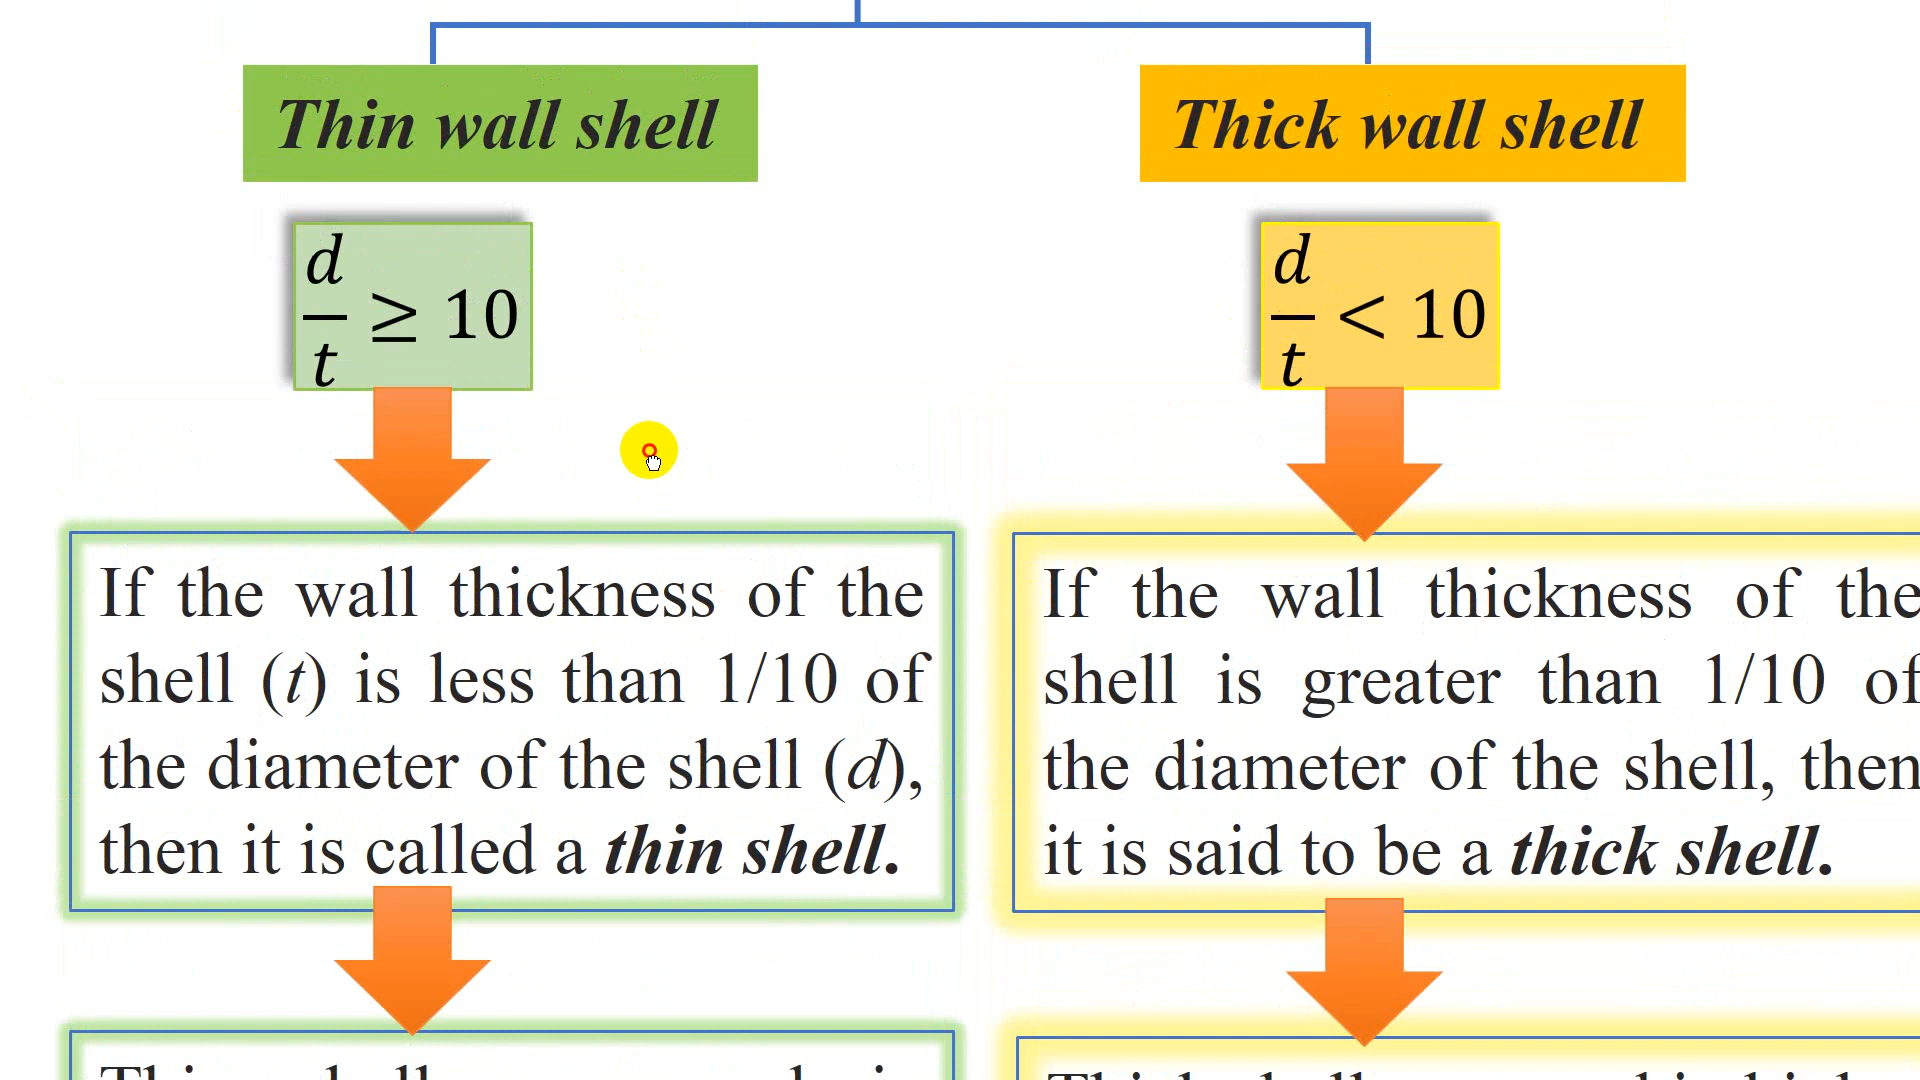 Thin wall shell
d/t ≥ 10
If the wall thickness of the
shell (t) is less than 1/10 of
the diameter of the shell (d),
then it is called a thin shell.
Thick wall shell
d/t < 10
If the wall thickness of the
shell is greater than 1/10 of
the diameter of the shell, then
it is said to be a thick shell.